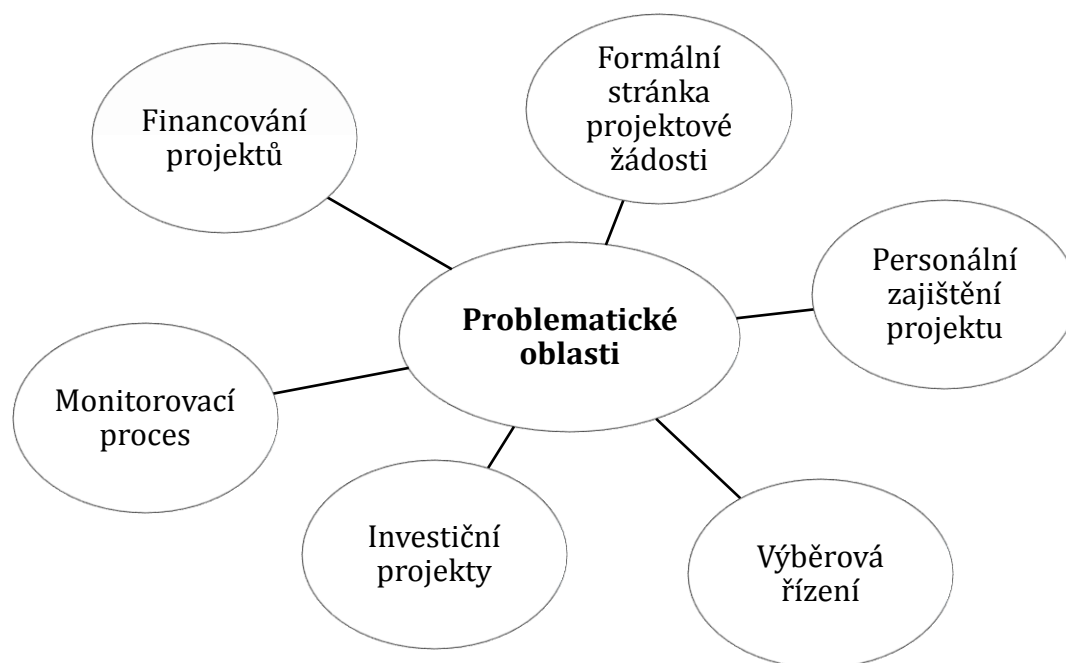 Financování
projektů
Formální
stránka
projektové
žádosti
Personální
zajištění
projektu
Problematické
oblasti
Monitorovací
proces
Investiční
projekty
Výběrová
řízení